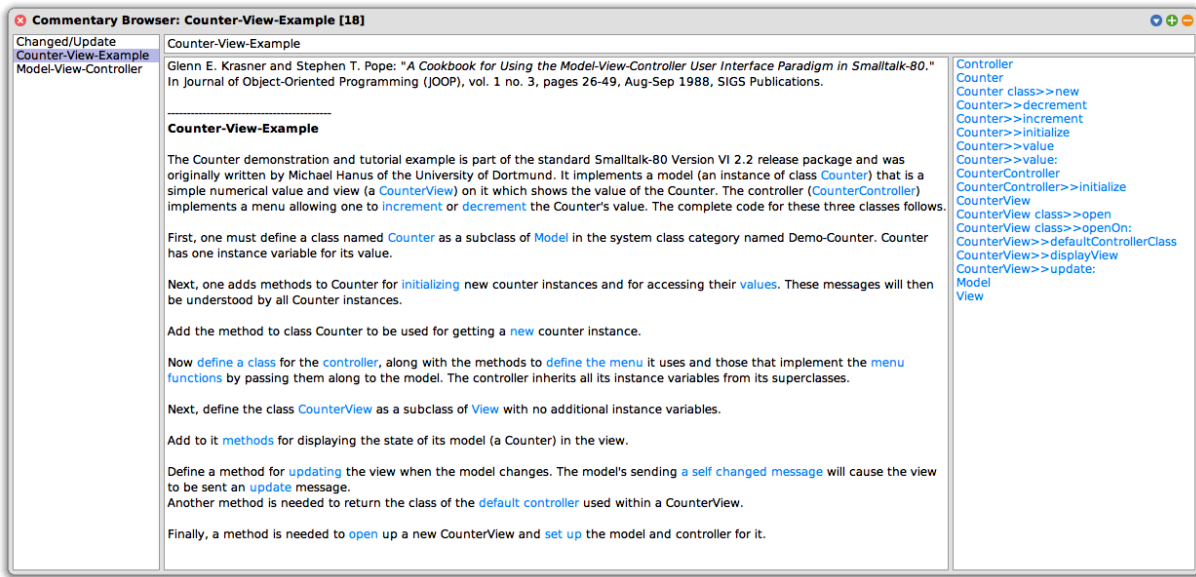 Commentary Browser: Counter-View-Example [18]
Changed/Update
Counter-View-Example
Model-View-Controller
Counter-View-Example
Glenn E. Krasner and Stephen T. Pope: "A Cookbook for Using the Model-View-Controller User Interface Paradigm in Smalltalk-80."
In Journal of Object-Oriented Programming (JOOP), vol. 1 no. 3, pages 26-49, Aug-Sep 1988, SIGS Publications.
------------------------------------------
Counter-View-Example
The Counter demonstration and tutorial example is part of the standard Smalltalk-80 Version VI 2.2 release package and was
originally written by Michael Hanus of the University of Dortmund. It implements a model (an instance of class Counter) that is a
simple numerical value and view (a CounterView) on it which shows the value of the Counter. The controller (CounterController)
implements a menu allowing one to increment or decrement the Counter's value. The complete code for these three classes follows.
First, one must define a class named Counter as a subclass of Model in the system class category named Demo-Counter. Counter
has one instance variable for its value.
Next, one adds methods to Counter for initializing new counter instances and for accessing their values. These messages will then
be understood by all Counter instances.
Add the method to class Counter to be used for getting a new counter instance.
Now define a class for the controller, along with the methods to define the menu it uses and those that implement the menu
functions by passing them along to the model. The controller inherits all its instance variables from its superclasses.
Next, define the class CounterView as a subclass of View with no additional instance variables.
Add to it methods for displaying the state of its model (a Counter) in the view.
Define a method for updating the view when the model changes. The model's sending a self changed message will cause the view
to be sent an update message.
Another method is needed to return the class of the default controller used within a CounterView.
Finally, a method is needed to open up a new CounterView and set up the model and controller for it.
Controller
Counter
Counter class>>new
Counter>>decrement
Counter>>increment
Counter>>initialize
Counter>>value
Counter>>value:
CounterController
CounterController>>initialize
CounterView
CounterView class>>open
CounterView class>>openOn:
CounterView>>defaultControllerClass
CounterView>>displayView
CounterView>>update:
Model
View